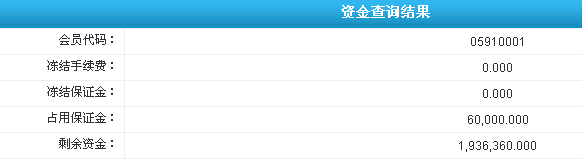 资金查询结果
会员代码： 05910001
冻结手续费： 0.000
冻结保证金： 0.000
占用保证金： 60,000.000
剩余资金： 1,936,360.000